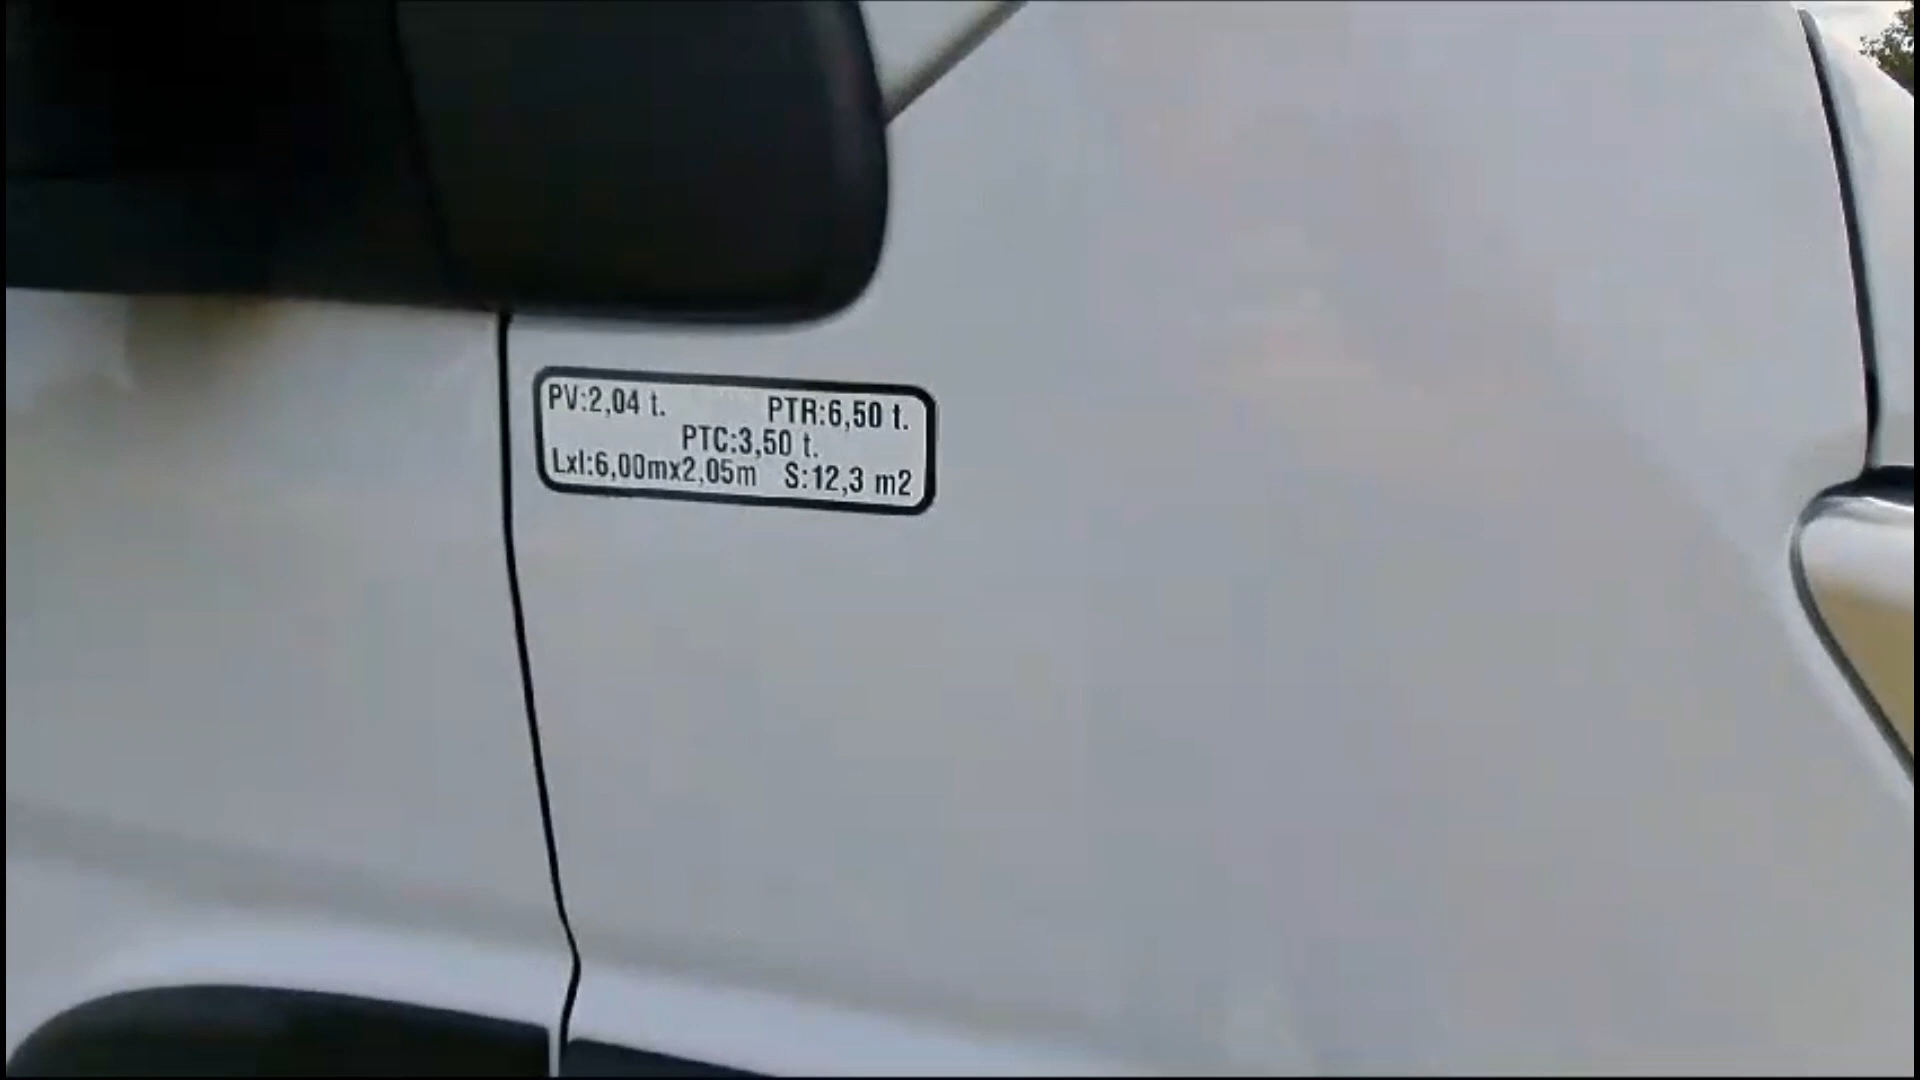 PV:2,04 t. PTR:6,50 t.
PTC:3,50 t.
Lxl:6,00mx2,05m S:12,3 m2